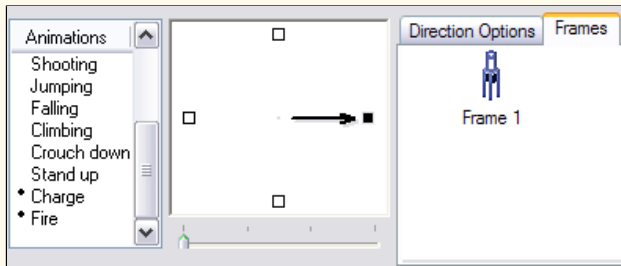 Animations
Shooting
Jumping
Falling
Climbing
Crouch down
Stand up
• Charge
• Fire
Direction Options
Frames
Frame 1